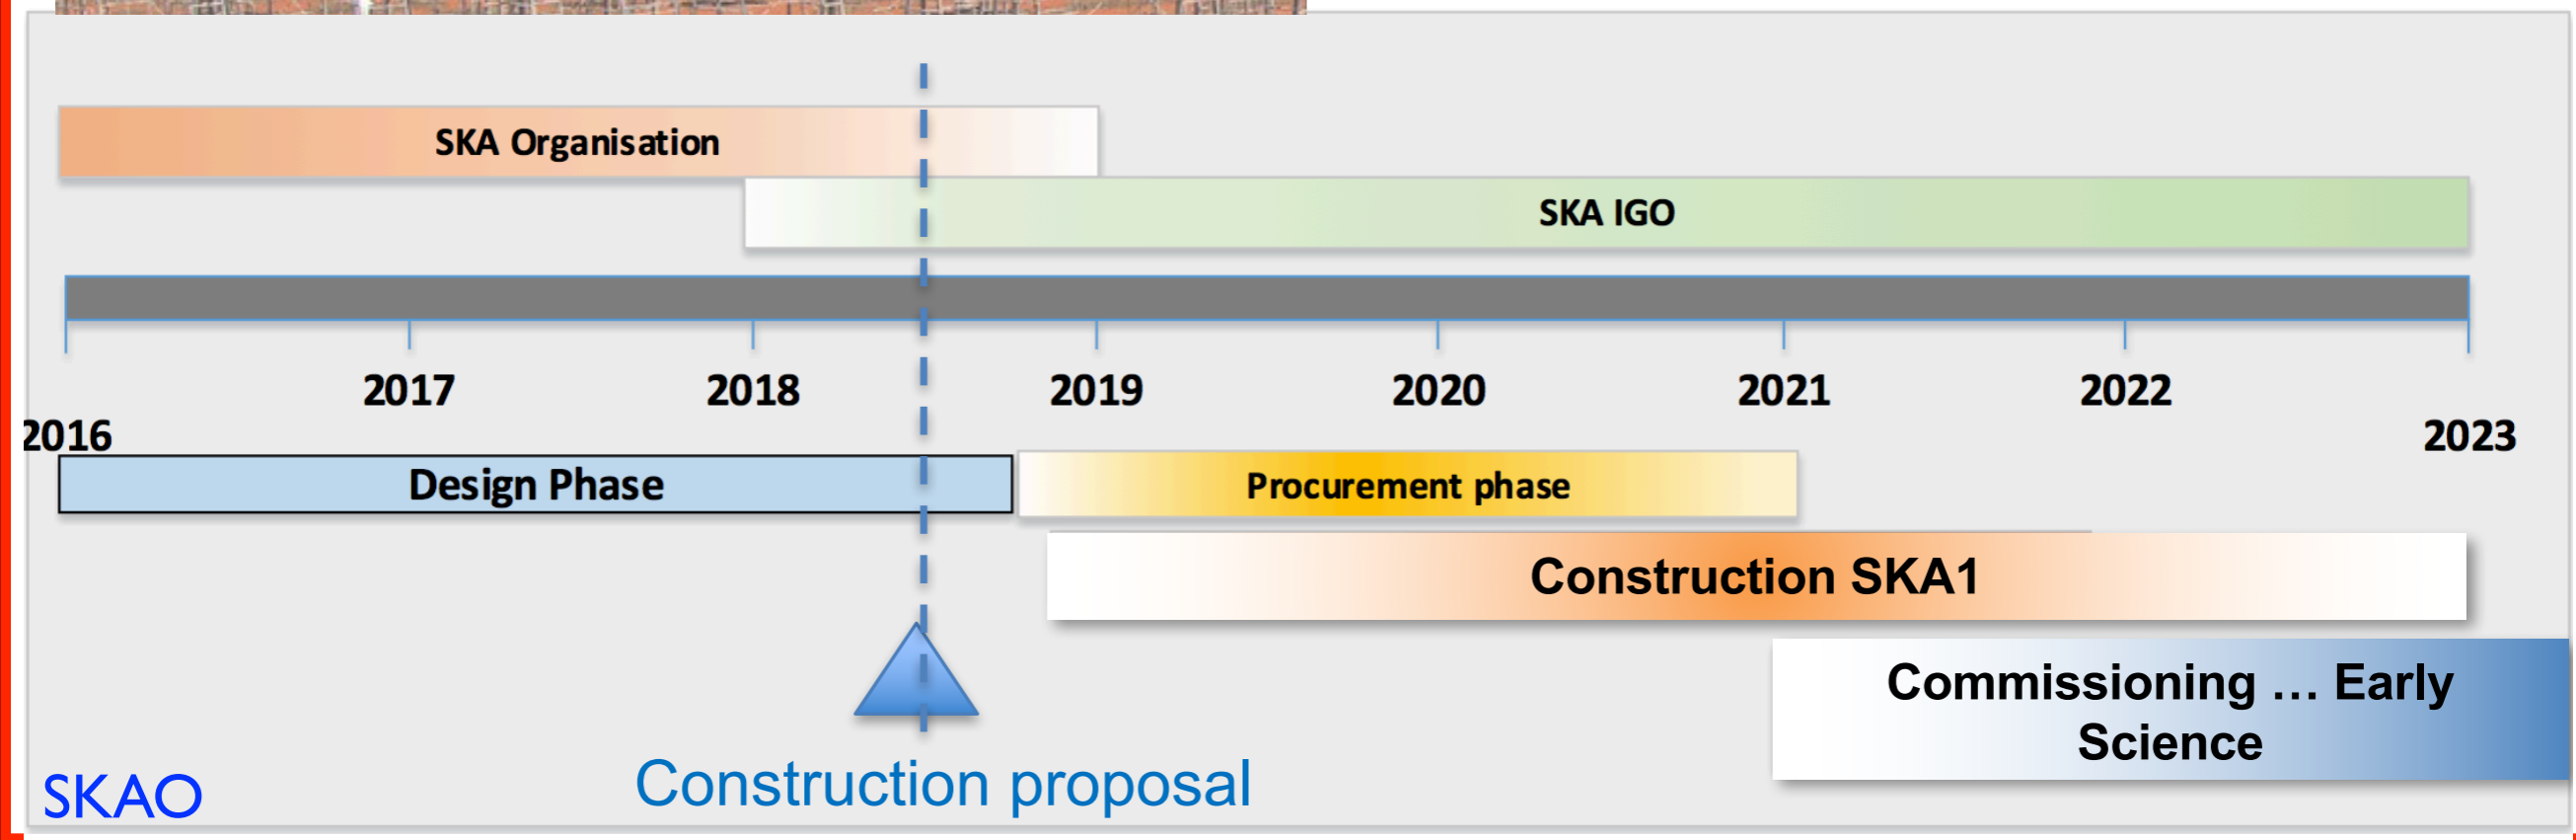 SKA Organisation
SKA IGO
2017
2018
2019
2020
2021
2022
2016
2023
Design Phase
Procurement phase
Construction SKA1
Commissioning … Early
Science
Construction proposal
SKAO